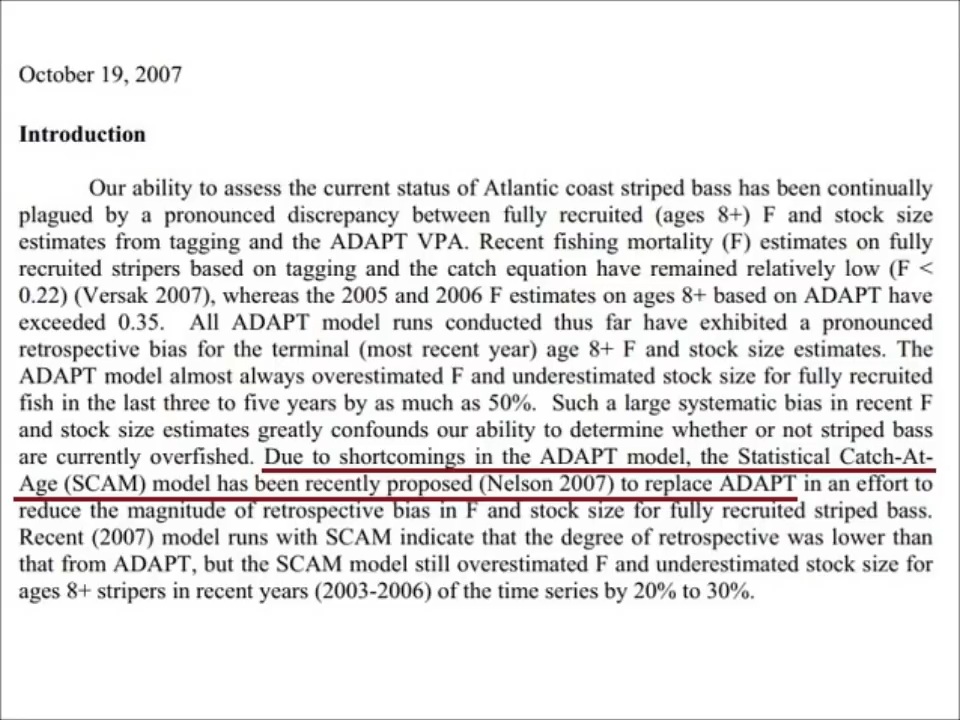 October 19, 2007
Introduction
Our ability to assess the current status of Atlantic coast striped bass has been continually
plagued by a pronounced discrepancy between fully recruited (ages 8+) F and stock size
estimates from tagging and the ADAPT VPA. Recent fishing mortality (F) estimates on fully
recruited stripers based on tagging and the catch equation have remained relatively low (F <
0.22) (Versak 2007), whereas the 2005 and 2006 F estimates on ages 8+ based on ADAPT have
exceeded 0.35. All ADAPT model runs conducted thus far have exhibited a pronounced
retrospective bias for the terminal (most recent year) age 8+ F and stock size estimates. The
ADAPT model almost always overestimated F and underestimated stock size for fully recruited
fish in the last three to five years by as much as 50%. Such a large systematic bias in recent F
and stock size estimates greatly confounds our ability to determine whether or not striped bass
are currently overfished. Due to shortcomings in the ADAPT model, the Statistical Catch-At-
Age (SCAM) model has been recently proposed (Nelson 2007) to replace ADAPT in an effort to
reduce the magnitude of retrospective bias in F and stock size for fully recruited striped bass.
Recent (2007) model runs with SCAM indicate that the degree of retrospective was lower than
that from ADAPT, but the SCAM model still overestimated F and underestimated stock size for
ages 8+ stripers in recent years (2003-2006) of the time series by 20% to 30%.